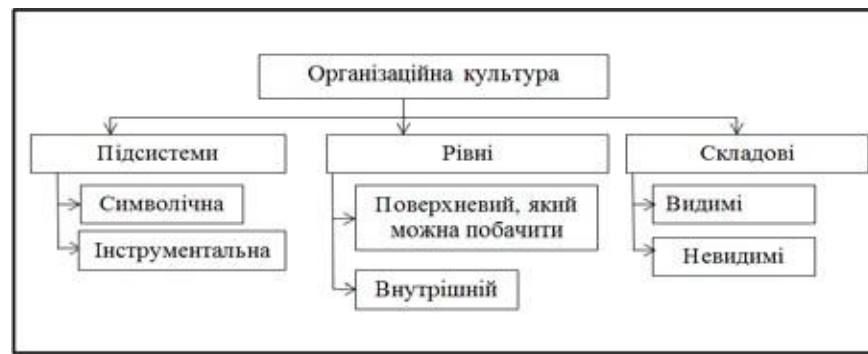 Організаційна культура
Підсистеми
Символічна
Інструментальна
Рівні
Поверхневий, який
можна побачити
Внутрішній
Складові
Видимі
Невидимі